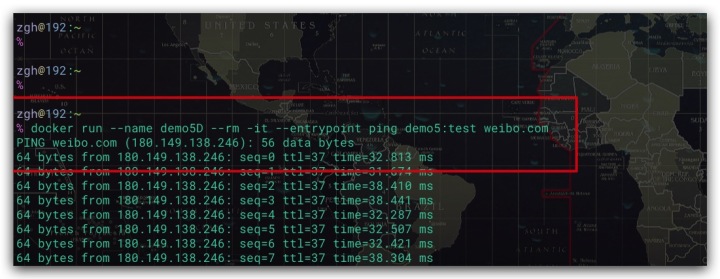 zgh@192:~
%
zgh@192:~
%
zgh@192:~
% docker run --name demo5D --rm -it --entrypoint ping demo5:test weibo.com
PING weibo.com (180.149.138.246): 56 data bytes
64 bytes from 180.149.138.246: seq=0 ttl=37 time=32.813 ms
64 bytes from 180.149.138.246: seq=1 ttl=37 time=31.674 ms
64 bytes from 180.149.138.246: seq=2 ttl=37 time=38.410 ms
64 bytes from 180.149.138.246: seq=3 ttl=37 time=38.441 ms
64 bytes from 180.149.138.246: seq=4 ttl=37 time=32.287 ms
64 bytes from 180.149.138.246: seq=5 ttl=37 time=32.507 ms
64 bytes from 180.149.138.246: seq=6 ttl=37 time=32.421 ms
64 bytes from 180.149.138.246: seq=7 ttl=37 time=38.304 ms